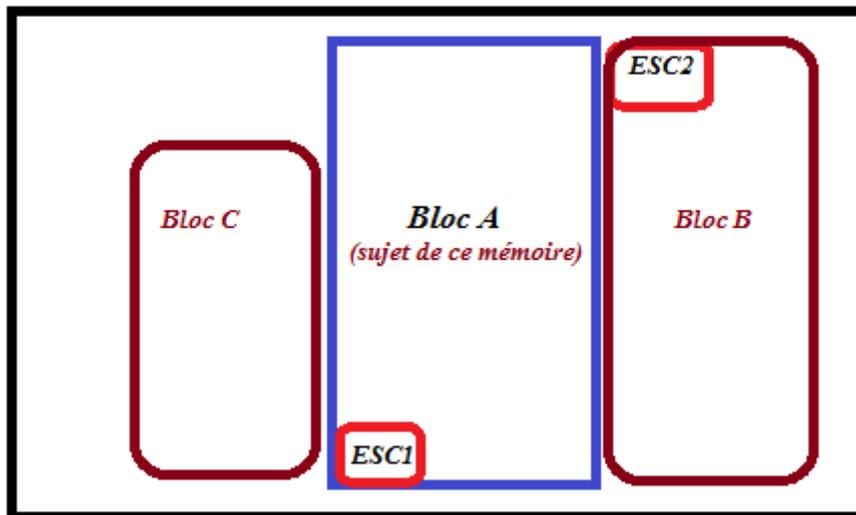 ESC2
Bloc C
Bloc A
(sujet de ce mémoire)
Bloc B
ESC1